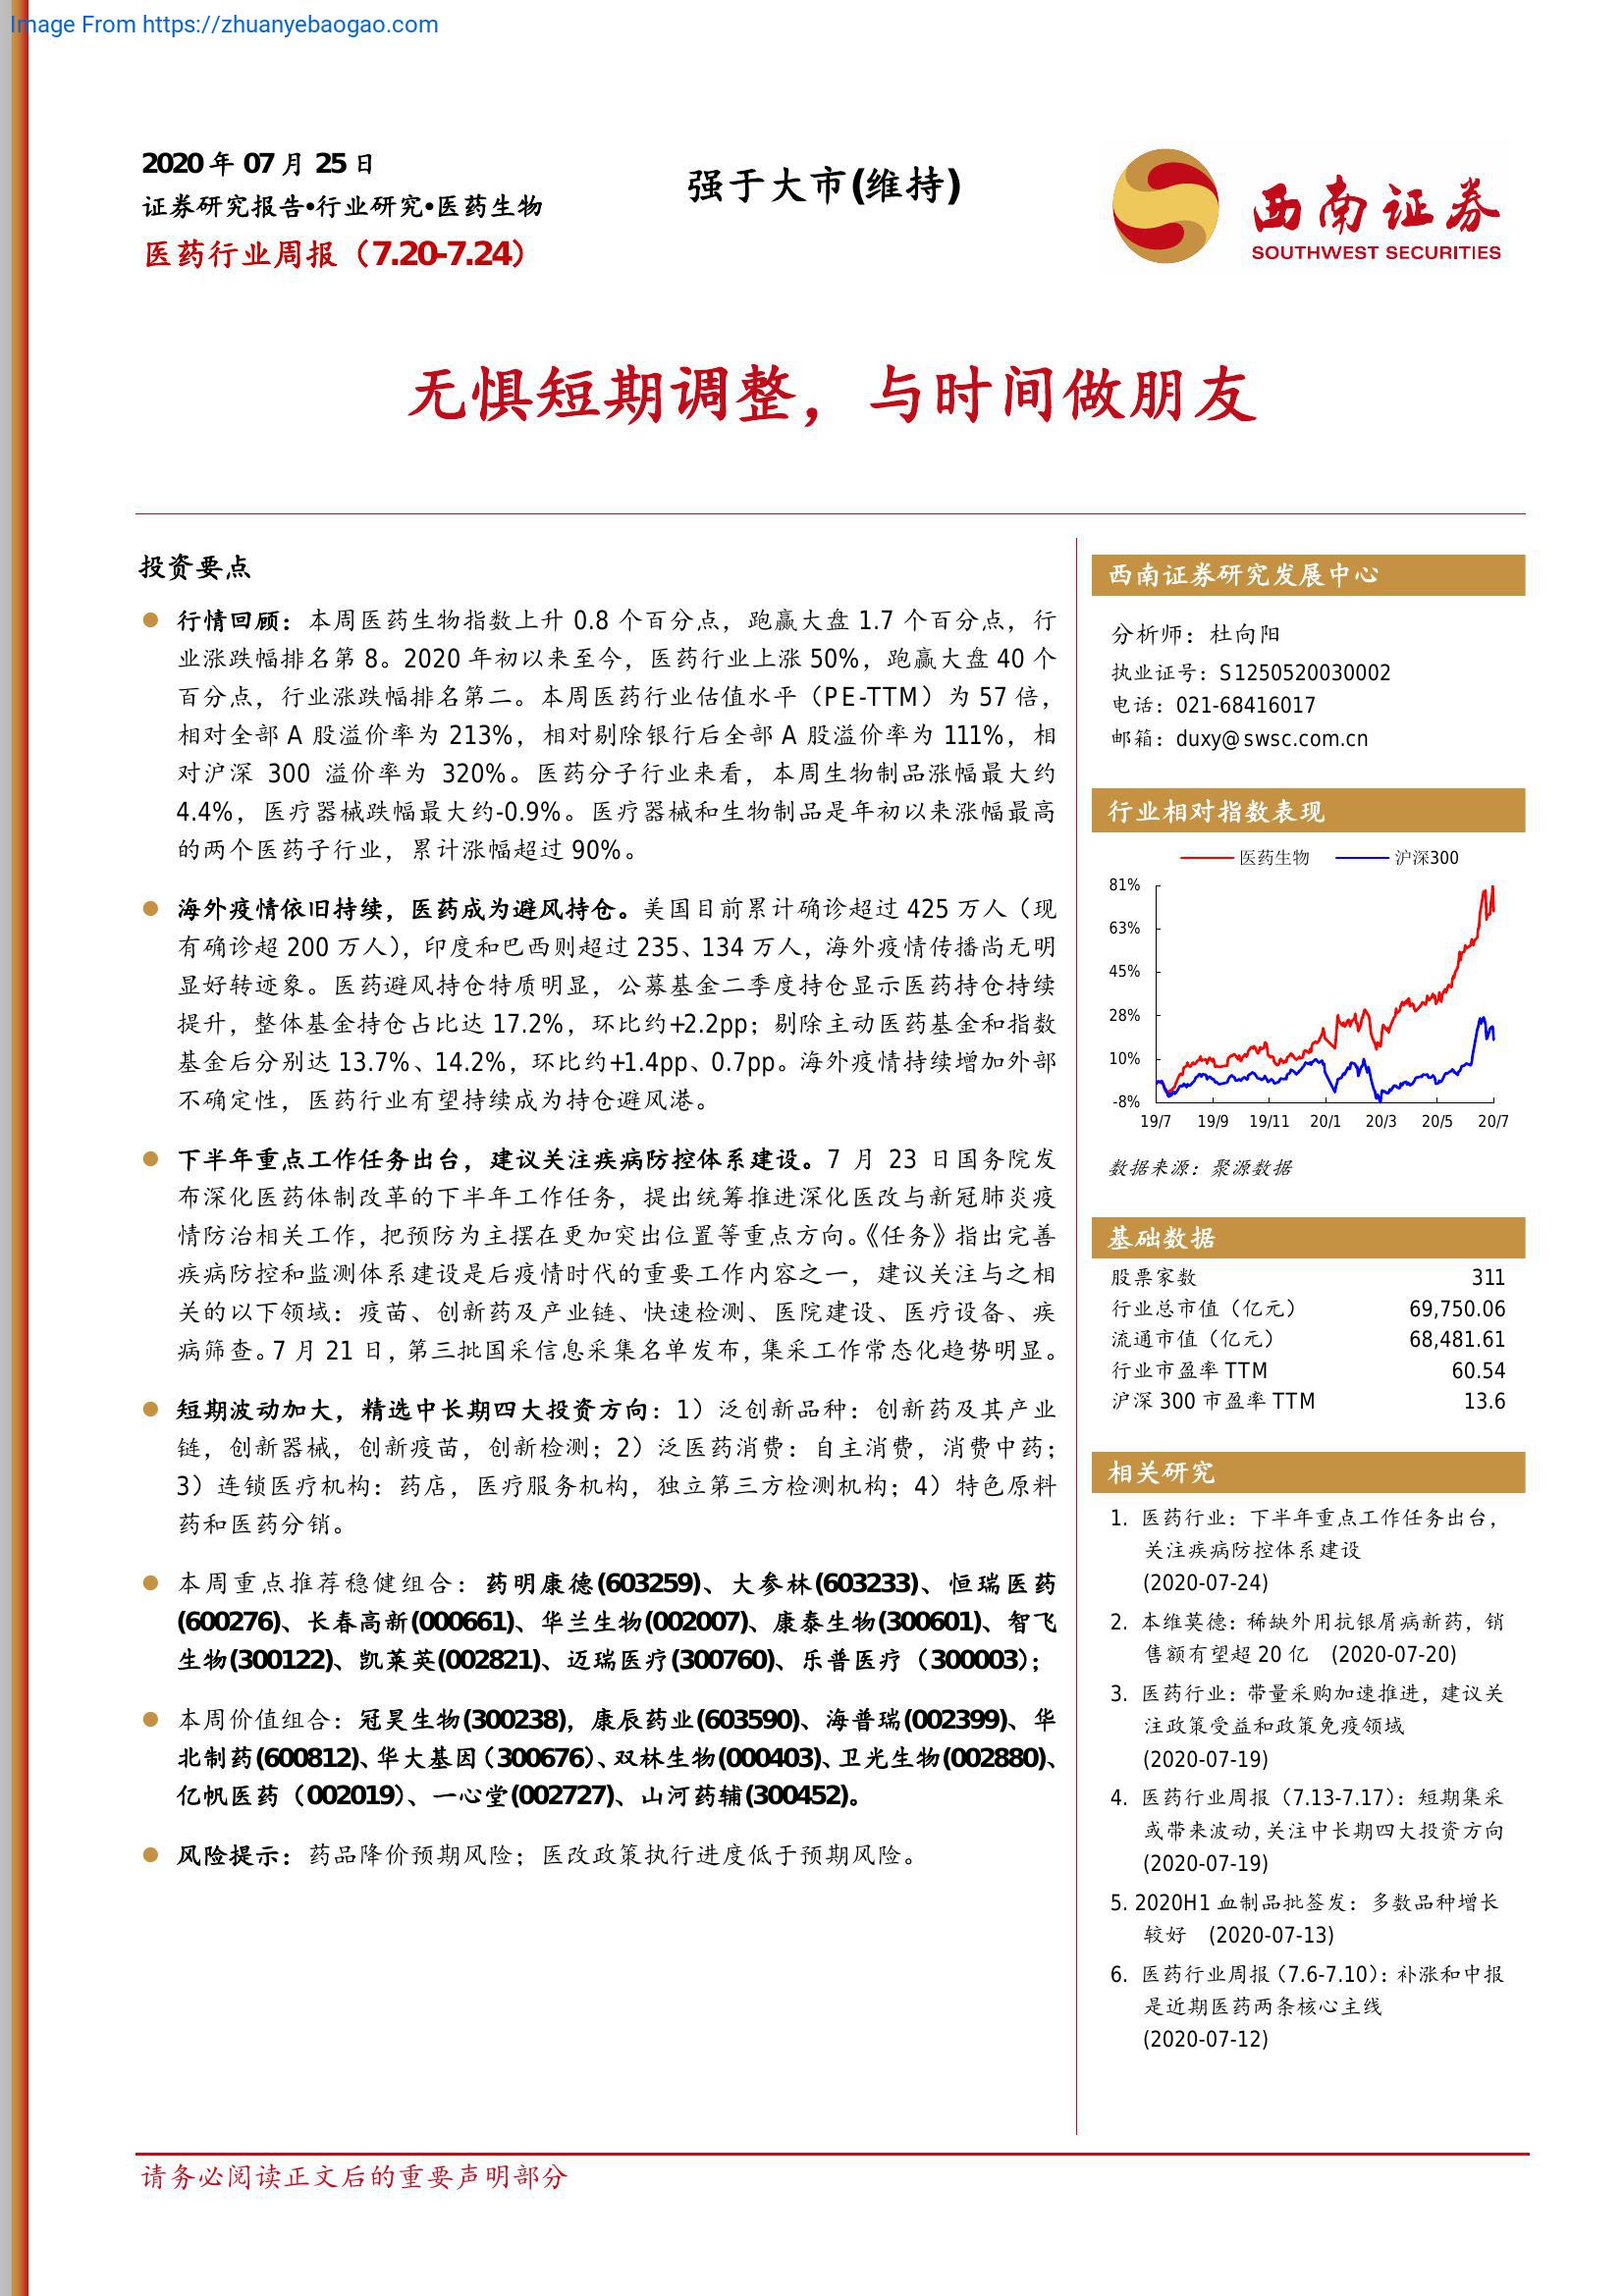 Image From https://zhuanyebaogao.com
2020 年 07 月 25 日
证券研究报告•行业研究•医药生物
医药行业周报（7.20-7.24）
强于大市(维持)
西南证券
SOUTHWEST SECURITIES
无惧短期调整，与时间做朋友
投资要点
行情回顾：本周医药生物指数上升 0.8 个百分点，跑赢大盘 1.7 个百分点，行
业涨跌幅排名第 8。2020 年初以来至今，医药行业上涨 50%，跑赢大盘 40 个
百分点，行业涨跌幅排名第二。本周医药行业估值水平（PE-TTM）为 57 倍，
相对全部 A 股溢价率为 213%，相对剔除银行后全部 A 股溢价率为 111%，相
对沪深 300 溢价率为 320%。医药分子行业来看，本周生物制品涨幅最大约
4.4%，医疗器械跌幅最大约-0.9%。医疗器械和生物制品是年初以来涨幅最高
的两个医药子行业，累计涨幅超过 90%。
海外疫情依旧持续，医药成为避风持仓。美国目前累计确诊超过 425 万人（现
有确诊超 200 万人），印度和巴西则超过 235、134 万人，海外疫情传播尚无明
显好转迹象。医药避风持仓特质明显，公募基金二季度持仓显示医药持仓持续
提升，整体基金持仓占比达 17.2%，环比约+2.2pp；剔除主动医药基金和指数
基金后分别达 13.7%、14.2%，环比约+1.4pp、0.7pp。海外疫情持续增加外部
不确定性，医药行业有望持续成为持仓避风港。
下半年重点工作任务出台，建议关注疾病防控体系建设。7 月 23 日国务院发
布深化医药体制改革的下半年工作任务，提出统筹推进深化医改与新冠肺炎疫
情防治相关工作，把预防为主摆在更加突出位置等重点方向。《任务》指出完善
疾病防控和监测体系建设是后疫情时代的重要工作内容之一，建议关注与之相
关的以下领域：疫苗、创新药及产业链、快速检测、医院建设、医疗设备、疾
病筛查。7 月 21 日，第三批国采信息采集名单发布，集采工作常态化趋势明显。
短期波动加大，精选中长期四大投资方向：1）泛创新品种：创新药及其产业
链，创新器械，创新疫苗，创新检测；2）泛医药消费：自主消费，消费中药；
3）连锁医疗机构：药店，医疗服务机构，独立第三方检测机构；4）特色原料
药和医药分销。
本周重点推荐稳健组合：药明康德(603259)、大参林(603233)、恒瑞医药
(600276)、长春高新(000661)、华兰生物(002007)、康泰生物(300601)、智飞
生物(300122)、凯莱英(002821)、迈瑞医疗(300760)、乐普医疗（300003)；
本周价值组合：冠昊生物(300238)，康辰药业(603590)、海普瑞(002399)、华
北制药(600812)、华大基因（300676)、双林生物(000403)、卫光生物(002880)、
亿帆医药（002019)、一心堂(002727)、山河药辅(300452)。
风险提示：药品降价预期风险；医改政策执行进度低于预期风险。
西南证券研究发展中心
分析师：杜向阳
执业证号：S1250520030002
电话：021-68416017
邮箱：duxy@swsc.com.cn
行业相对指数表现
医药生物 沪深300
81%
63%
45%
28%
10%
-8%
19/7 19/9 19/11 20/1 20/3 20/5 20/7
数据来源：聚源数据
基础数据
股票家数 311
行业总市值（亿元） 69,750.06
流通市值（亿元） 68,481.61
行业市盈率 TTM 60.54
沪深 300 市盈率 TTM 13.6
相关研究
1. 医药行业：下半年重点工作任务出台，
关注疾病防控体系建设
(2020-07-24)
2. 本维莫德：稀缺外用抗银屑病新药，销
售额有望超 20 亿 (2020-07-20)
3. 医药行业：带量采购加速推进，建议关
注政策受益和政策免疫领域
(2020-07-19)
4. 医药行业周报（7.13-7.17）：短期集采
或带来波动，关注中长期四大投资方向
(2020-07-19)
5. 2020H1 血制品批签发：多数品种增长
较好 (2020-07-13)
6. 医药行业周报（7.6-7.10）：补涨和中报
是近期医药两条核心主线
(2020-07-12)
请务必阅读正文后的重要声明部分